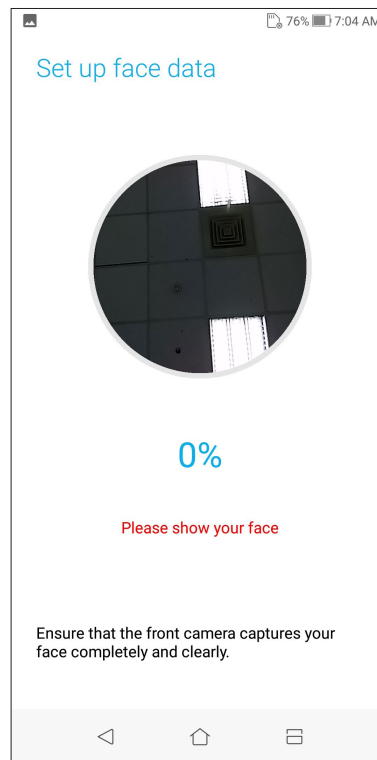 76% 7:04 AM
Set up face data
0%
Please show your face
Ensure that the front camera captures your
face completely and clearly.